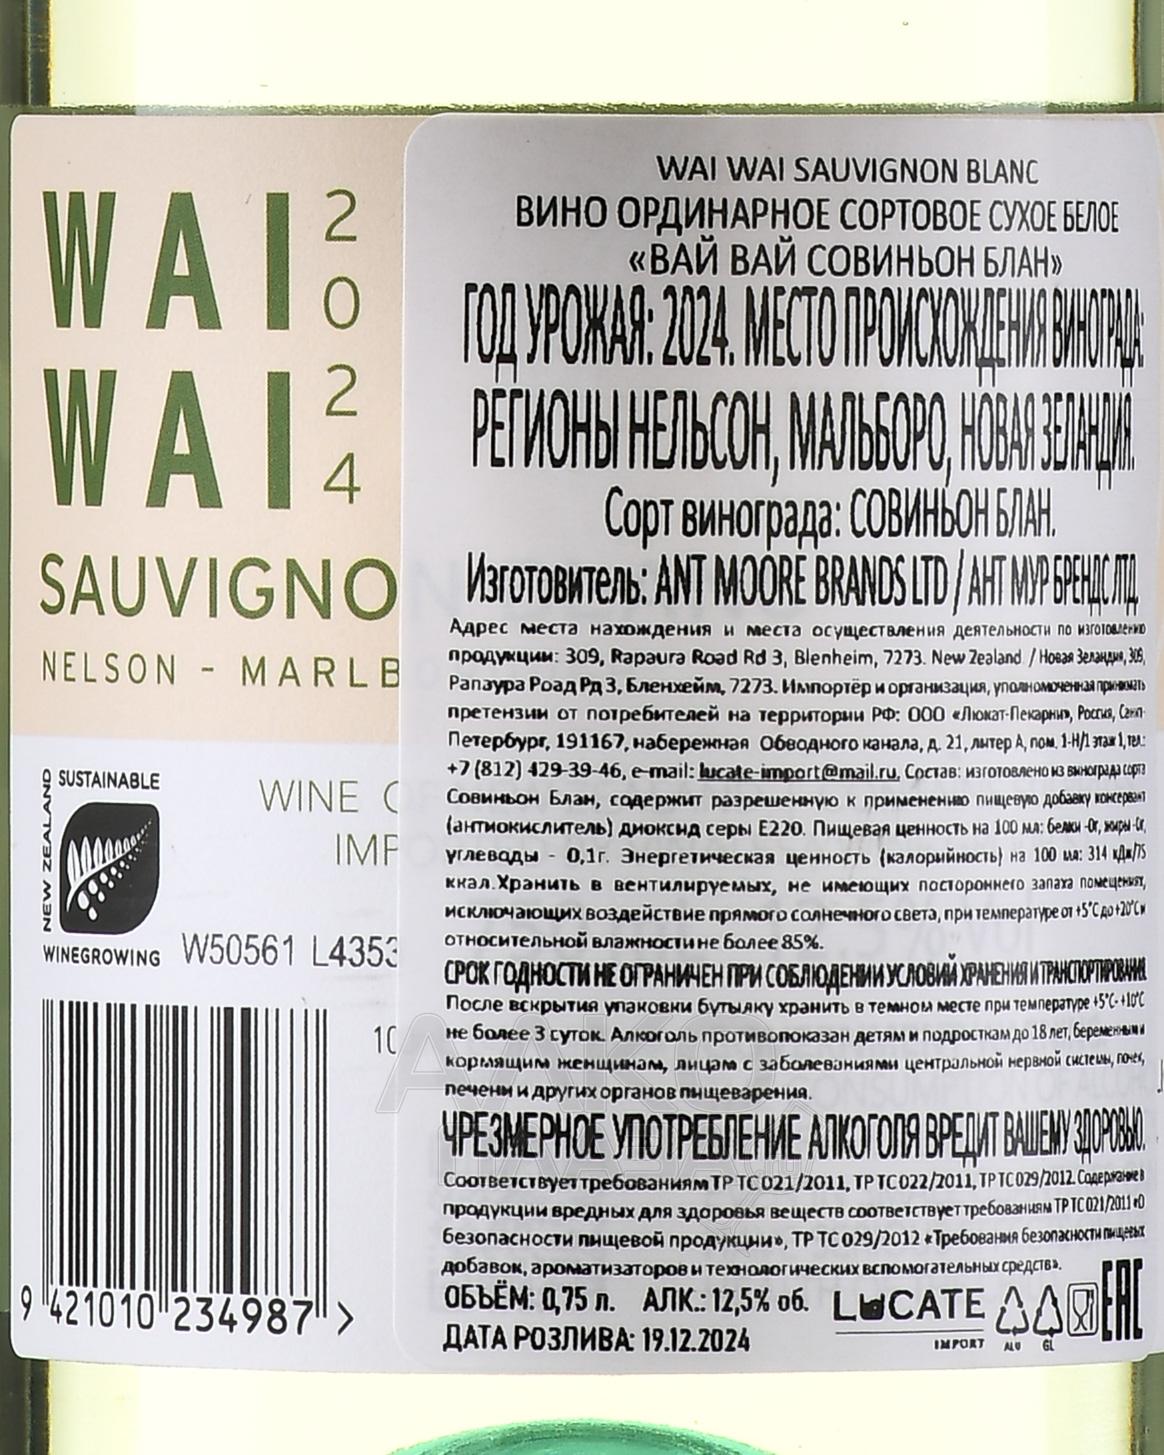 WAI 2
0
WAI 2
4
SAUVIGNO
NELSON - MARLB
NEW ZEALAND
SUSTAINABLE
WINEGROWING
WINE
IMP
W50561 L4353
10
9 421010 234987 >
WAI WAI SAUVIGNON BLANC
ВИНО ОРДИНАРНОЕ СОРТОВОЕ СУХОЕ БЕЛОЕ
«ВАЙ ВАЙ СОВИНЬОН БЛАН»
ГОД УРОЖАЯ: 2024. МЕСТО ПРОИСХОЖДЕНИЯ ВИНОГРАДА:
РЕГИОНЫ НЕЛЬСОН, МАЛЬБОРО, НОВАЯ ЗЕЛАНДИЯ.
Сорт винограда: СОВИНЬОН БЛАН.
Изготовитель: ANT MOORE BRANDS LTD / АНТ МУР БРЕНДС ЛТД.
Адрес места нахождения и места осуществления деятельности по изготовлению
продукции: 309, Rapaura Road Rd 3, Blenheim, 7273. New Zealand / Новая Зеландия, 309,
Рапаура Роад Рд 3, Бленхейм, 7273. Импортёр и организация, уполномоченная принимать
претензии от потребителей на территории РФ: ООО «Люкат-Пекарни», Россия, Санкт-
Петербург, 191167, набережная Обводного канала, д. 21, литер А, пом. 1-Н/1 этаж 1, тел.:
+7 (812) 429-39-46, e-mail: lucate-import@mail.ru. Состав: изготовлено из винограда сорта
Совиньон Блан, содержит разрешенную к применению пищевую добавку консервант
(антиокислитель) диоксид серы Е220. Пищевая ценность на 100 мл: белки -0г, жиры -0г,
углеводы - 0,1г. Энергетическая ценность (калорийность) на 100 мл: 314 кДж/75
ккал.Хранить в вентилируемых, не имеющих постороннего запаха помещениях,
исключающих воздействие прямого солнечного света, при температуре от +5°С до +20°С и
относительной влажности не более 85%.
СРОК ГОДНОСТИ НЕ ОГРАНИЧЕН ПРИ СОБЛЮДЕНИИ УСЛОВИЙ ХРАНЕНИЯ И ТРАНСПОРТИРОВАНИЯ
После вскрытия упаковки бутылку хранить в темном месте при температуре +5°С- +10°С
не более 3 суток. Алкоголь противопоказан детям и подросткам до 18 лет, беременным и
кормящим женщинам, лицам с заболеваниями центральной нервной системы, почек,
печени и других органов пищеварения.
ЧРЕЗМЕРНОЕ УПОТРЕБЛЕНИЕ АЛКОГОЛЯ ВРЕДИТ ВАШЕМУ ЗДОРОВЬЮ.
Соответствует требованиям ТР ТС 021/2011, ТР ТС 022/2011, ТР ТС 029/2012. Содержание в
продукции вредных для здоровья веществ соответствует требованиям ТР ТС 021/2011 «О
безопасности пищевой продукции», ТР ТС 029/2012 «Требования безопасности пищевых
добавок, ароматизаторов и технологических вспомогательных средств».
ОБЪЁМ: 0,75 л. АЛК.: 12,5% об.
ДАТА РОЗЛИВА: 19.12.2024
LUCATE
IMPORT
ALU
GL
ЕАС
АЛКО
ПЛАЗА